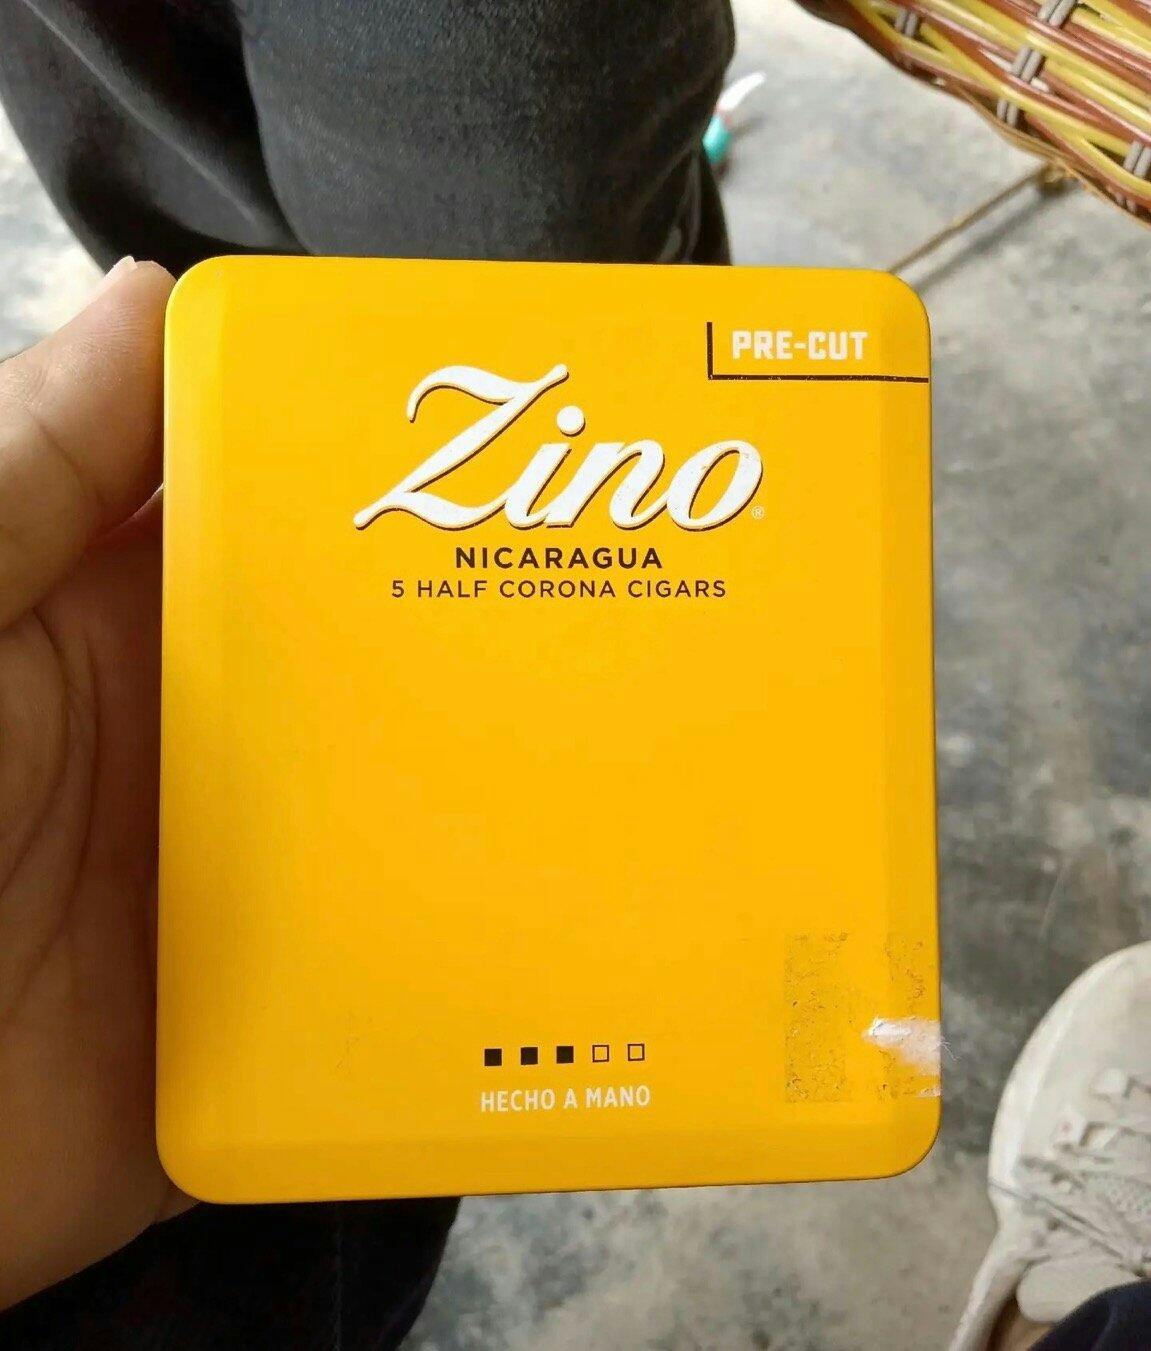 PRE-CUT
Zino®
NICARAGUA
5 HALF CORONA CIGARS
HECHO A MANO